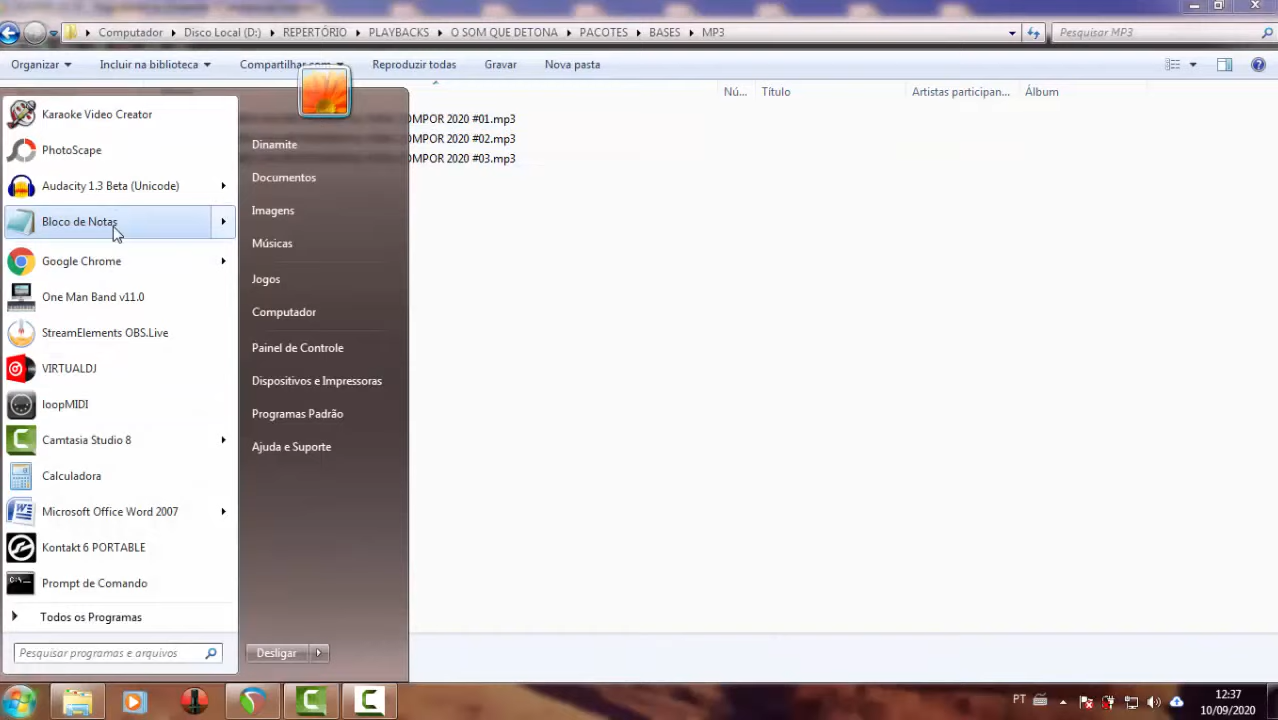 Computador ▸ Disco Local (D:) ▸ REPERTÓRIO ▸ PLAYBACKS ▸ O SOM QUE DETONA ▸ PACOTES ▸ BASES ▸ MP3
Pesquisar MP3
Organizar Incluir na biblioteca Compartilhar com Reproduzir todas Gravar Nova pasta
Nú... Título Artistas participan... Álbum
OMPOR 2020 #01.mp3
OMPOR 2020 #02.mp3
OMPOR 2020 #03.mp3
Karaoke Video Creator
PhotoScape
Audacity 1.3 Beta (Unicode)
Bloco de Notas
Google Chrome
One Man Band v11.0
StreamElements OBS.Live
VIRTUALDJ
loopMIDI
Camtasia Studio 8
Calculadora
Microsoft Office Word 2007
Kontakt 6 PORTABLE
Prompt de Comando
Todos os Programas
Pesquisar programas e arquivos
Dinamite
Documentos
Imagens
Músicas
Jogos
Computador
Painel de Controle
Dispositivos e Impressoras
Programas Padrão
Ajuda e Suporte
Desligar
PT
12:37
10/09/2020